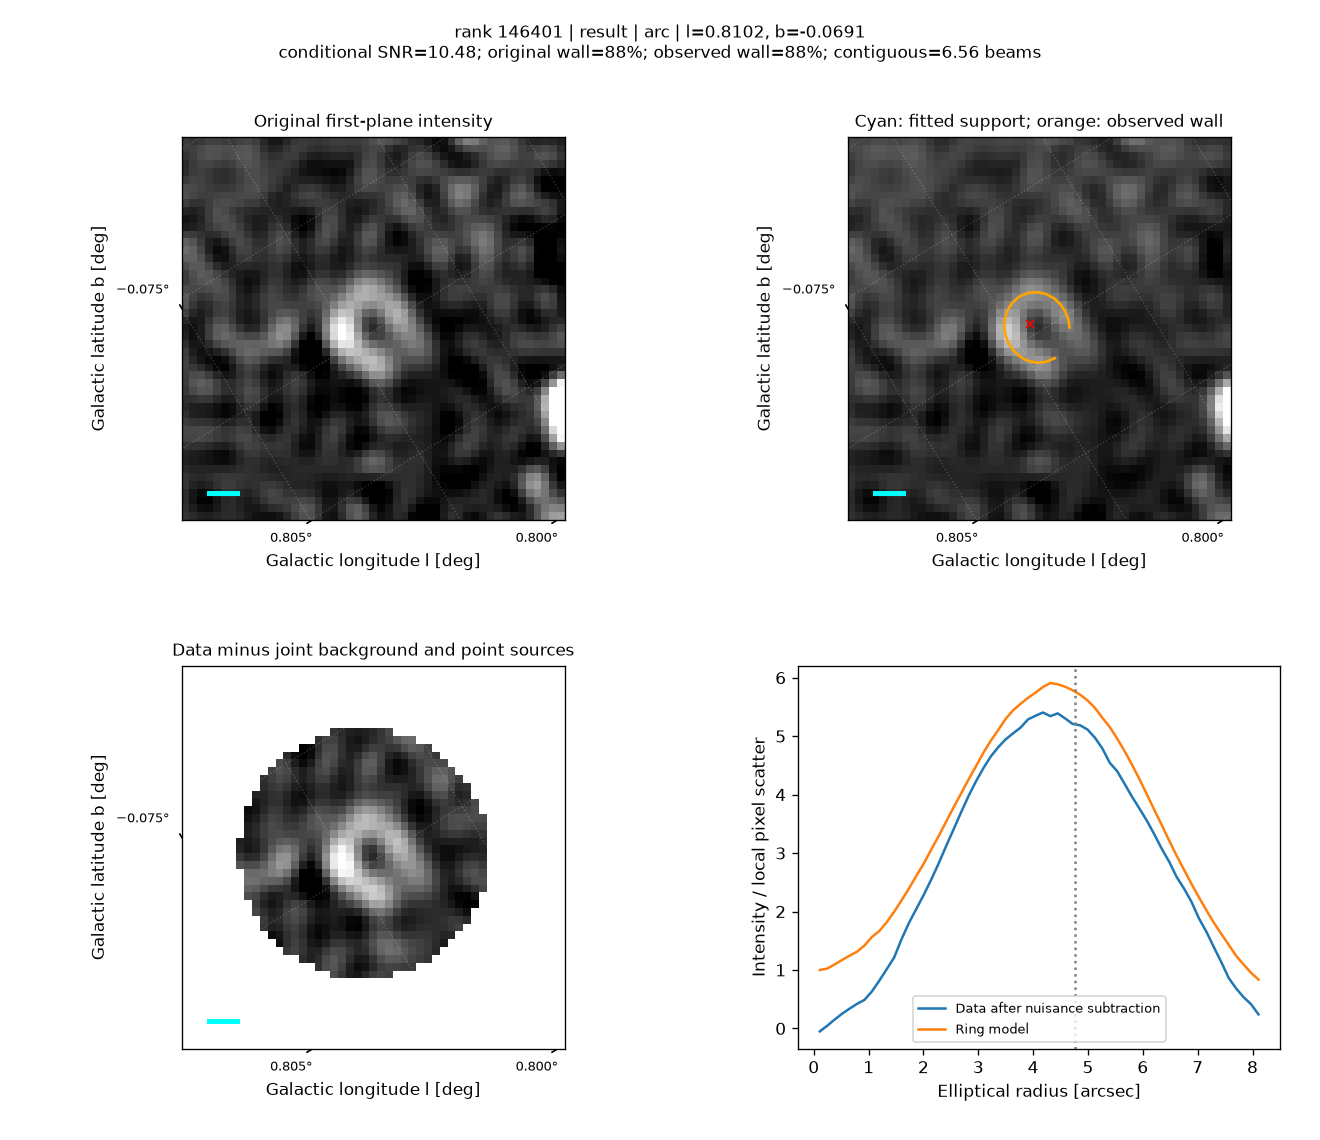 rank 146401 | result | arc | l=0.8102, b=-0.0691
conditional SNR=10.48; original wall=88%; observed wall=88%; contiguous=6.56 beams
Original first-plane intensity
Galactic latitude b [deg]
−0.075°
0.805°
0.800°
Galactic longitude l [deg]
Cyan: fitted support; orange: observed wall
Galactic latitude b [deg]
−0.075°
0.805°
0.800°
Galactic longitude l [deg]
Data minus joint background and point sources
Galactic latitude b [deg]
−0.075°
0.805°
0.800°
Galactic longitude l [deg]
Intensity / local pixel scatter
6
5
4
3
2
1
0
Data after nuisance subtraction
Ring model
0 1 2 3 4 5 6 7 8
Elliptical radius [arcsec]